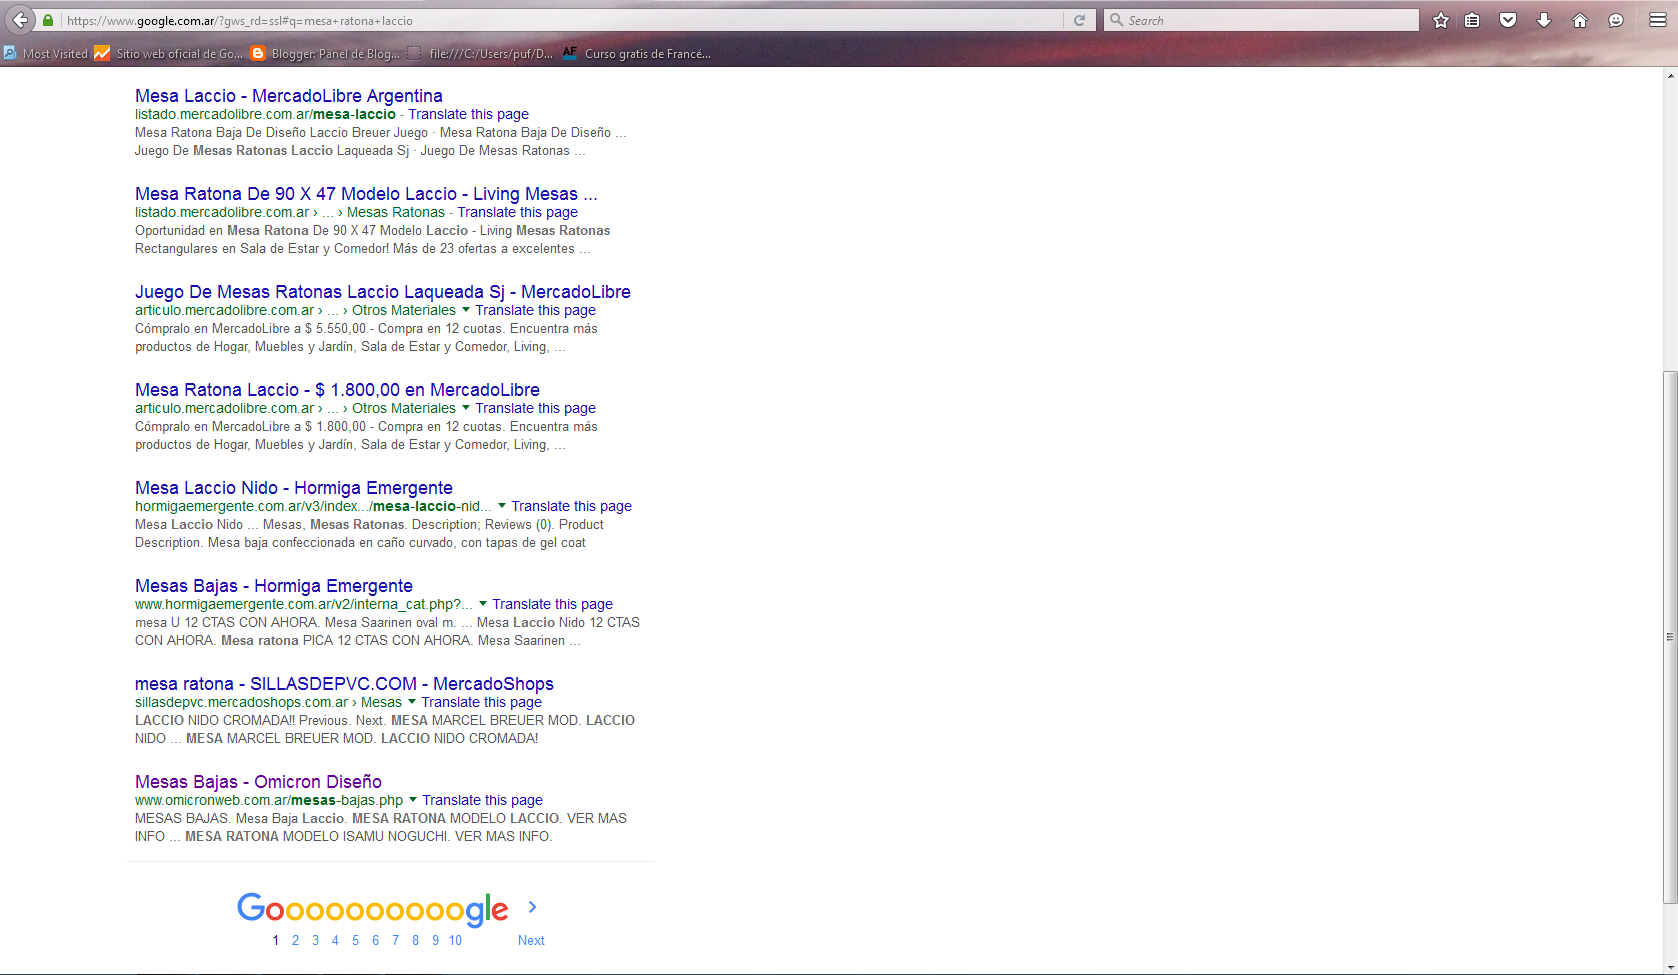 https://www.google.com.ar/?gws_rd=ssl#q=mesa+ratona+laccio
Search
Most Visited
Sitio web oficial de Go...
Blogger: Panel de Blog...
file:///C:/Users/puf/D...
AF
Curso gratis de Francé...
Mesa Laccio - MercadoLibre Argentina
listado.mercadolibre.com.ar/mesa-laccio - Translate this page
Mesa Ratona Baja De Diseño Laccio Breuer Juego · Mesa Ratona Baja De Diseño ...
Juego De Mesas Ratonas Laccio Laqueada Sj · Juego De Mesas Ratonas ...
Mesa Ratona De 90 X 47 Modelo Laccio - Living Mesas ...
listado.mercadolibre.com.ar › ... › Mesas Ratonas - Translate this page
Oportunidad en Mesa Ratona De 90 X 47 Modelo Laccio - Living Mesas Ratonas
Rectangulares en Sala de Estar y Comedor! Más de 23 ofertas a excelentes ...
Juego De Mesas Ratonas Laccio Laqueada Sj - MercadoLibre
articulo.mercadolibre.com.ar › ... › Otros Materiales ▼ Translate this page
Cómpralo en MercadoLibre a $ 5.550,00 - Compra en 12 cuotas. Encuentra más
productos de Hogar, Muebles y Jardín, Sala de Estar y Comedor, Living, ...
Mesa Ratona Laccio - $ 1.800,00 en MercadoLibre
articulo.mercadolibre.com.ar › ... › Otros Materiales ▼ Translate this page
Cómpralo en MercadoLibre a $ 1.800,00 - Compra en 12 cuotas. Encuentra más
productos de Hogar, Muebles y Jardín, Sala de Estar y Comedor, Living, ...
Mesa Laccio Nido - Hormiga Emergente
hormigaemergente.com.ar/v3/index.../mesa-laccio-nid... ▼ Translate this page
Mesa Laccio Nido ... Mesas, Mesas Ratonas. Description; Reviews (0). Product
Description. Mesa baja confeccionada en caño curvado, con tapas de gel coat
Mesas Bajas - Hormiga Emergente
www.hormigaemergente.com.ar/v2/interna_cat.php?... ▼ Translate this page
mesa U 12 CTAS CON AHORA. Mesa Saarinen oval m. ... Mesa Laccio Nido 12 CTAS
CON AHORA. Mesa ratona PICA 12 CTAS CON AHORA. Mesa Saarinen ...
mesa ratona - SILLASDEPVC.COM - MercadoShops
sillasdepvc.mercadoshops.com.ar › Mesas ▼ Translate this page
LACCIO NIDO CROMADA!! Previous. Next. MESA MARCEL BREUER MOD. LACCIO
NIDO ... MESA MARCEL BREUER MOD. LACCIO NIDO CROMADA!
Mesas Bajas - Omicron Diseño
www.omicronweb.com.ar/mesas-bajas.php ▼ Translate this page
MESAS BAJAS. Mesa Baja Laccio. MESA RATONA MODELO LACCIO. VER MAS
INFO ... MESA RATONA MODELO ISAMU NOGUCHI. VER MAS INFO.
Goooooooooogle >
1 2 3 4 5 6 7 8 9 10 Next